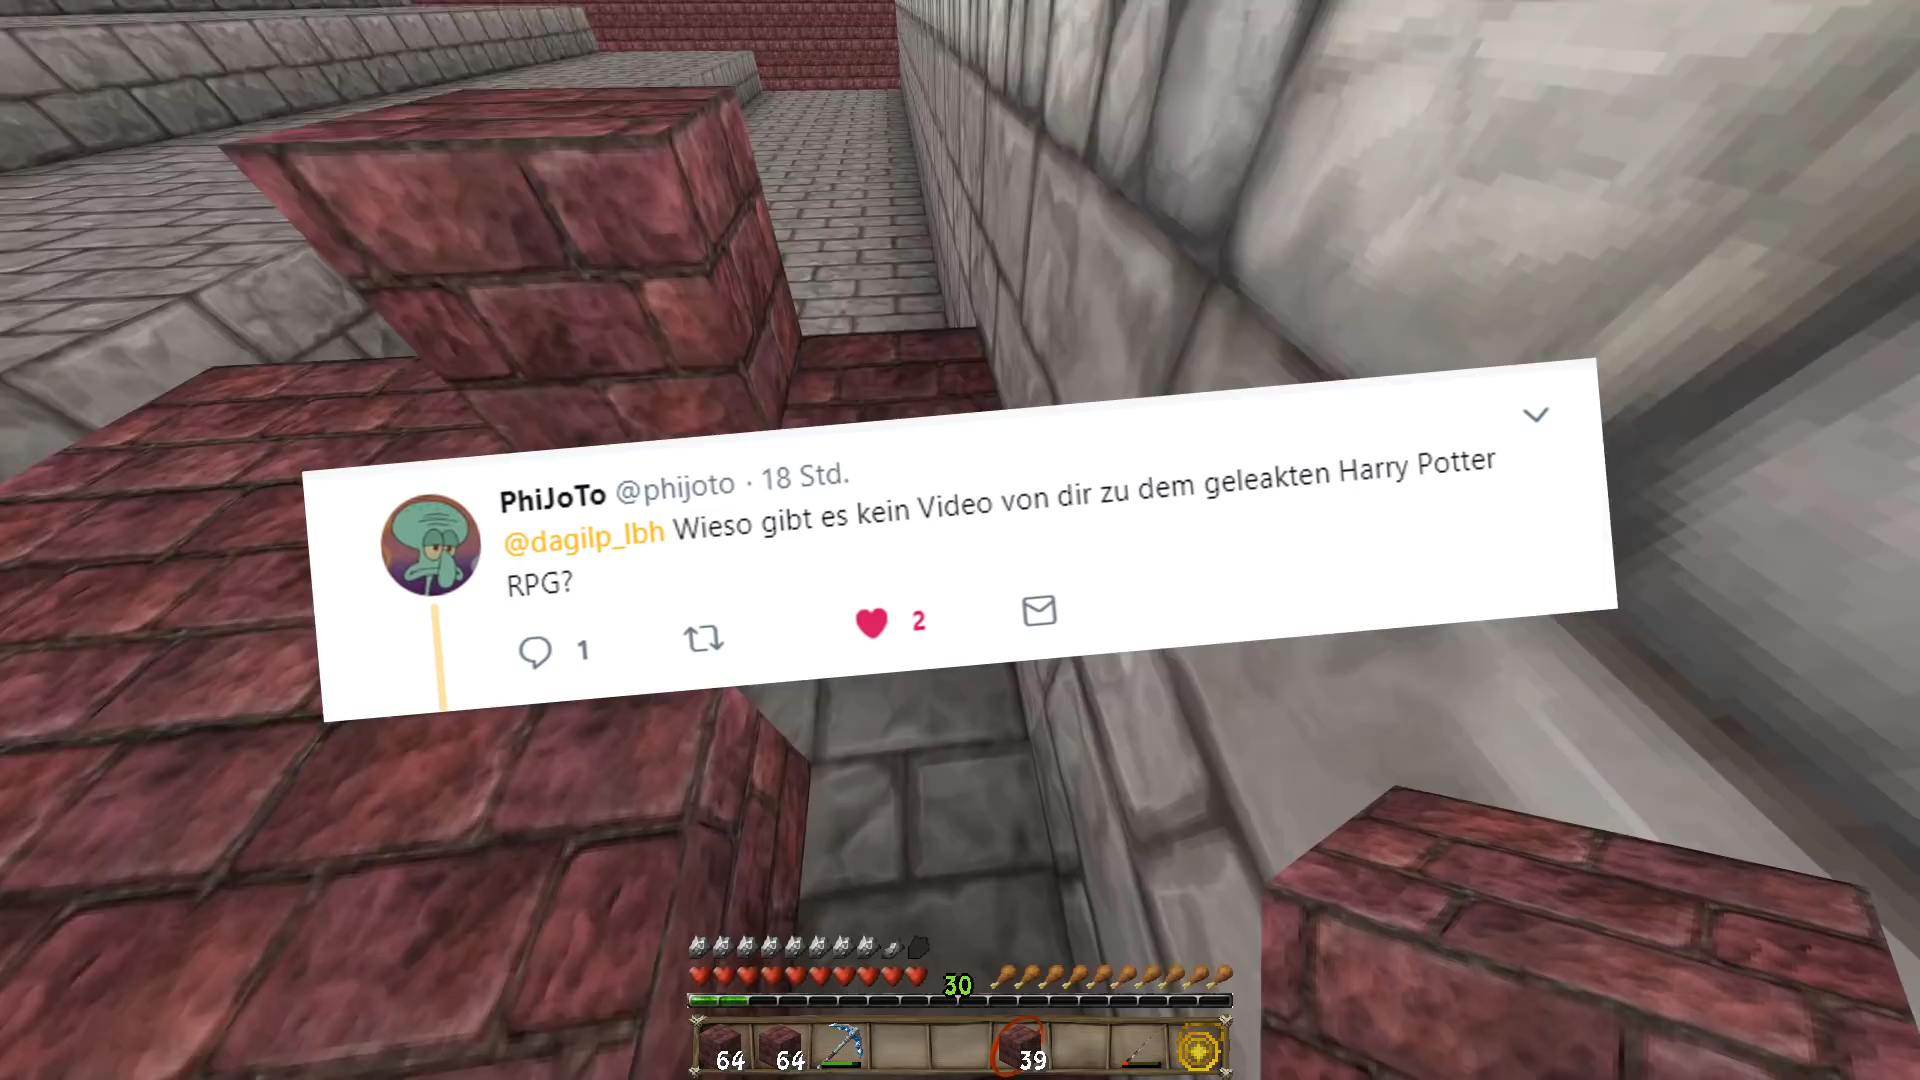 PhiJoTo @phijoto · 18 Std.
@dagilp_lbh Wieso gibt es kein Video von dir zu dem geleakten Harry Potter
RPG?
1 2
30
64 64 39